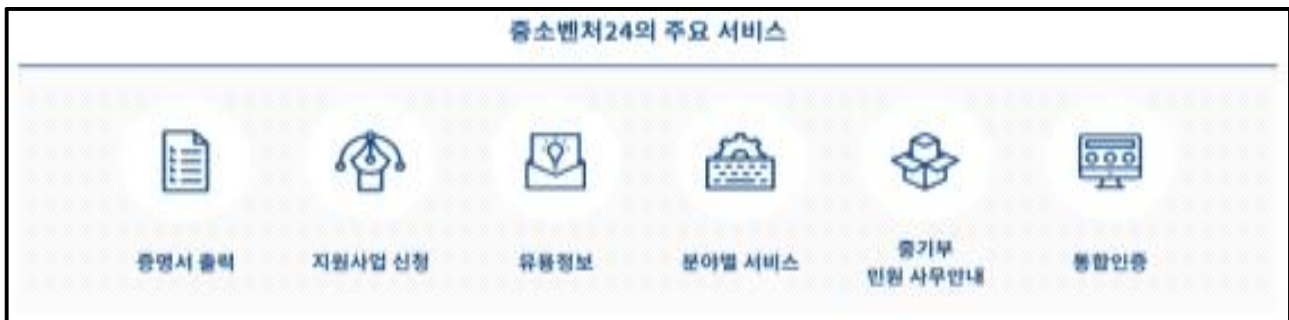 중소벤처24의 주요 서비스
증명서 출력
지원사업 신청
유용정보
분야별 서비스
중기부
민원 사무안내
통합인증